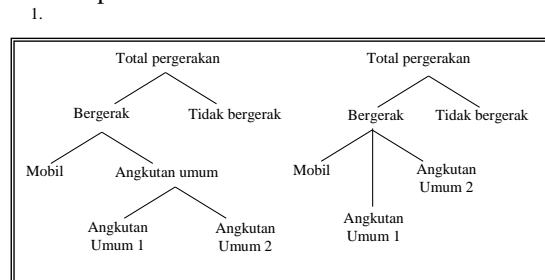 1.
Total pergerakan
Bergerak Tidak bergerak
Mobil Angkutan umum
Angkutan
Umum 1
Angkutan
Umum 2
Total pergerakan
Bergerak Tidak bergerak
Mobil
Angkutan
Umum 2
Angkutan
Umum 1